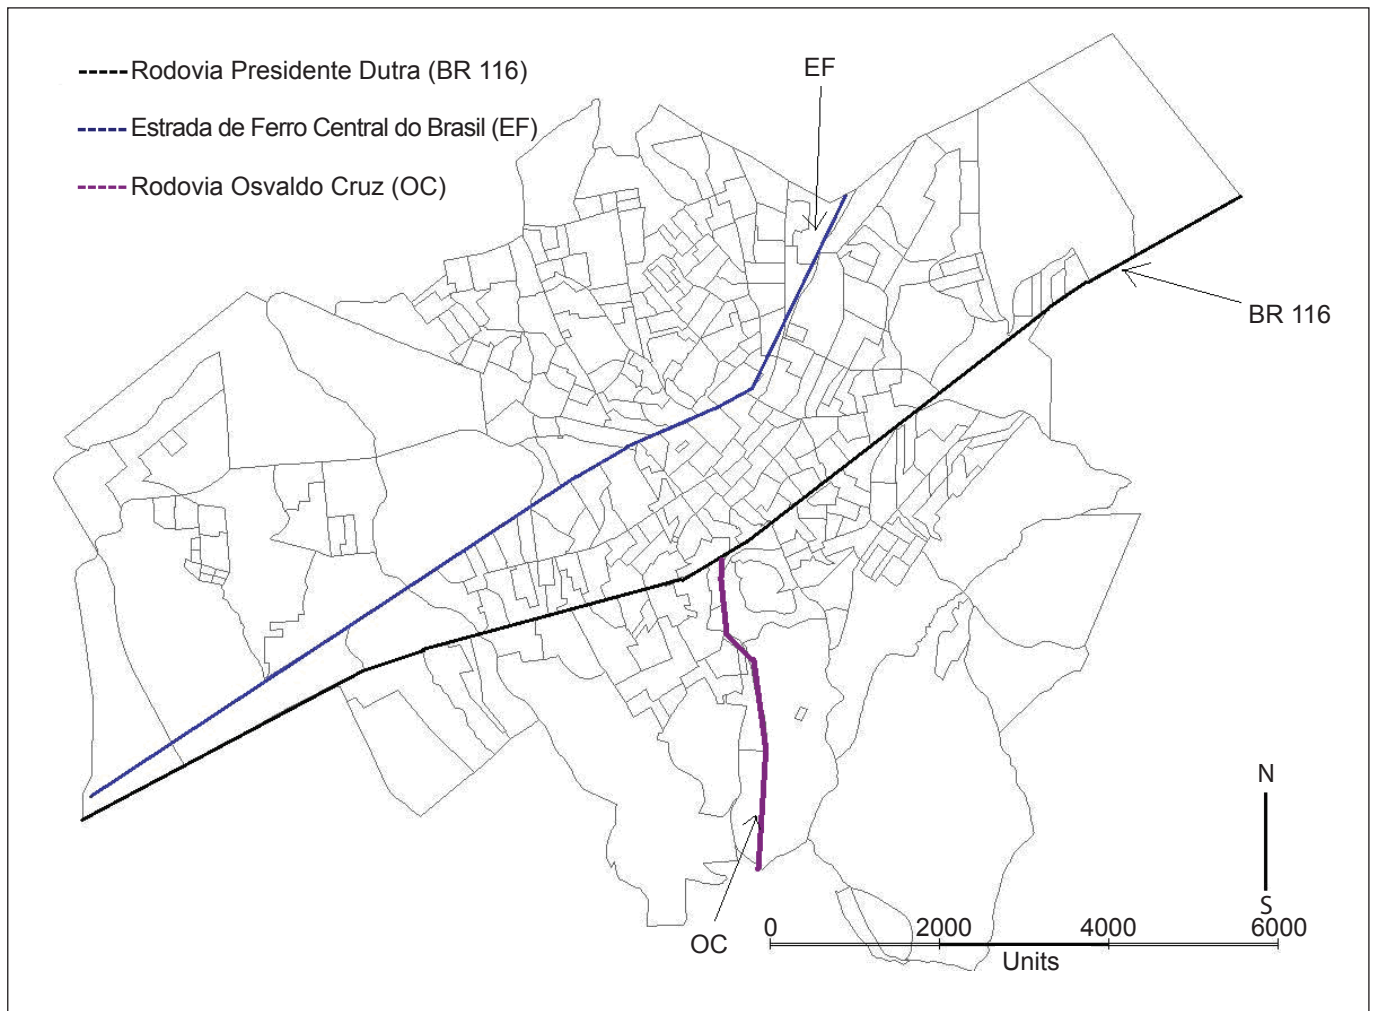 Rodovia Presidente Dutra (BR 116)
Estrada de Ferro Central do Brasil (EF)
Rodovia Osvaldo Cruz (OC)
EF
BR 116
OC
N
S
0 2000 4000 6000
Units